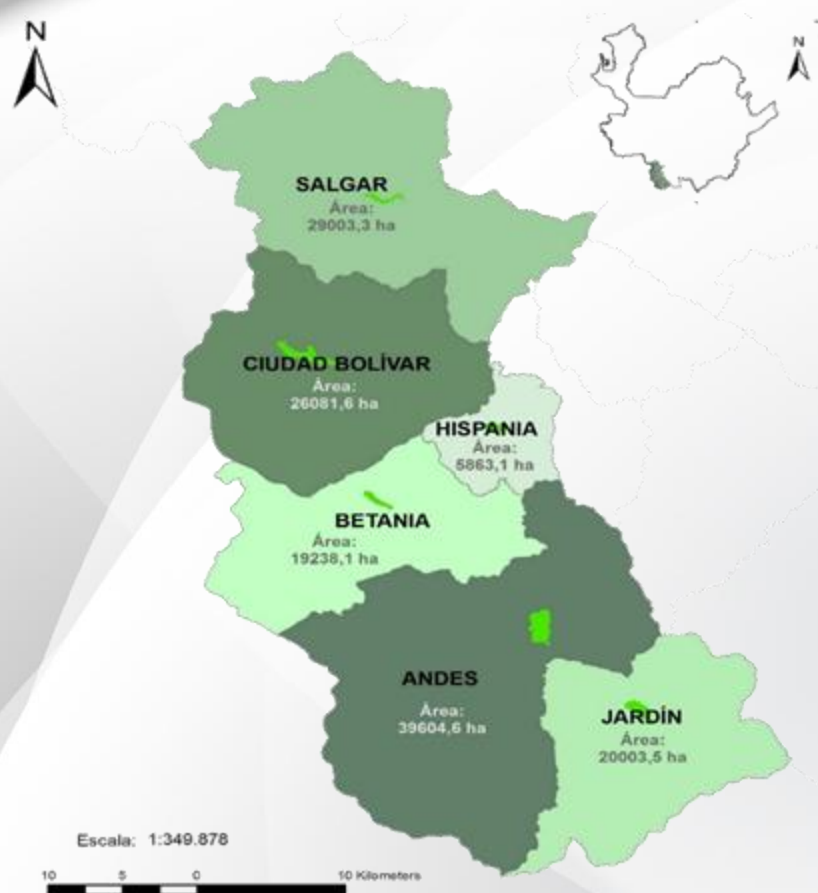 N
N
SALGAR
Área:
29003,3 ha
CIUDAD BOLÍVAR
Área:
26081,6 ha
HISPANIA
Área:
5863,1 ha
BETANIA
Área:
19238,1 ha
ANDES
Área:
39604,6 ha
JARDÍN
Área:
20003,5 ha
Escala: 1:349.878
10 5 0 10 Kilometers